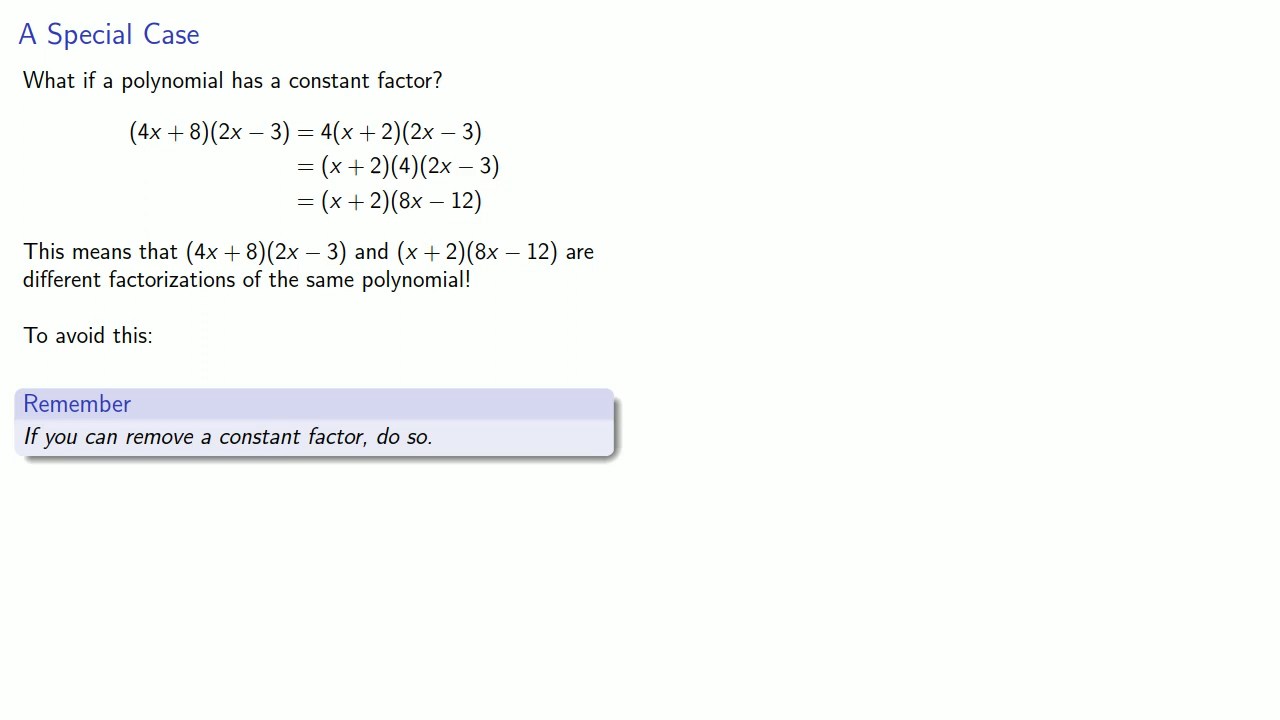 A Special Case
What if a polynomial has a constant factor?
(4x + 8)(2x − 3) = 4(x + 2)(2x − 3)
= (x + 2)(4)(2x − 3)
= (x + 2)(8x − 12)
This means that (4x + 8)(2x − 3) and (x + 2)(8x − 12) are
different factorizations of the same polynomial!
To avoid this:
Remember
If you can remove a constant factor, do so.